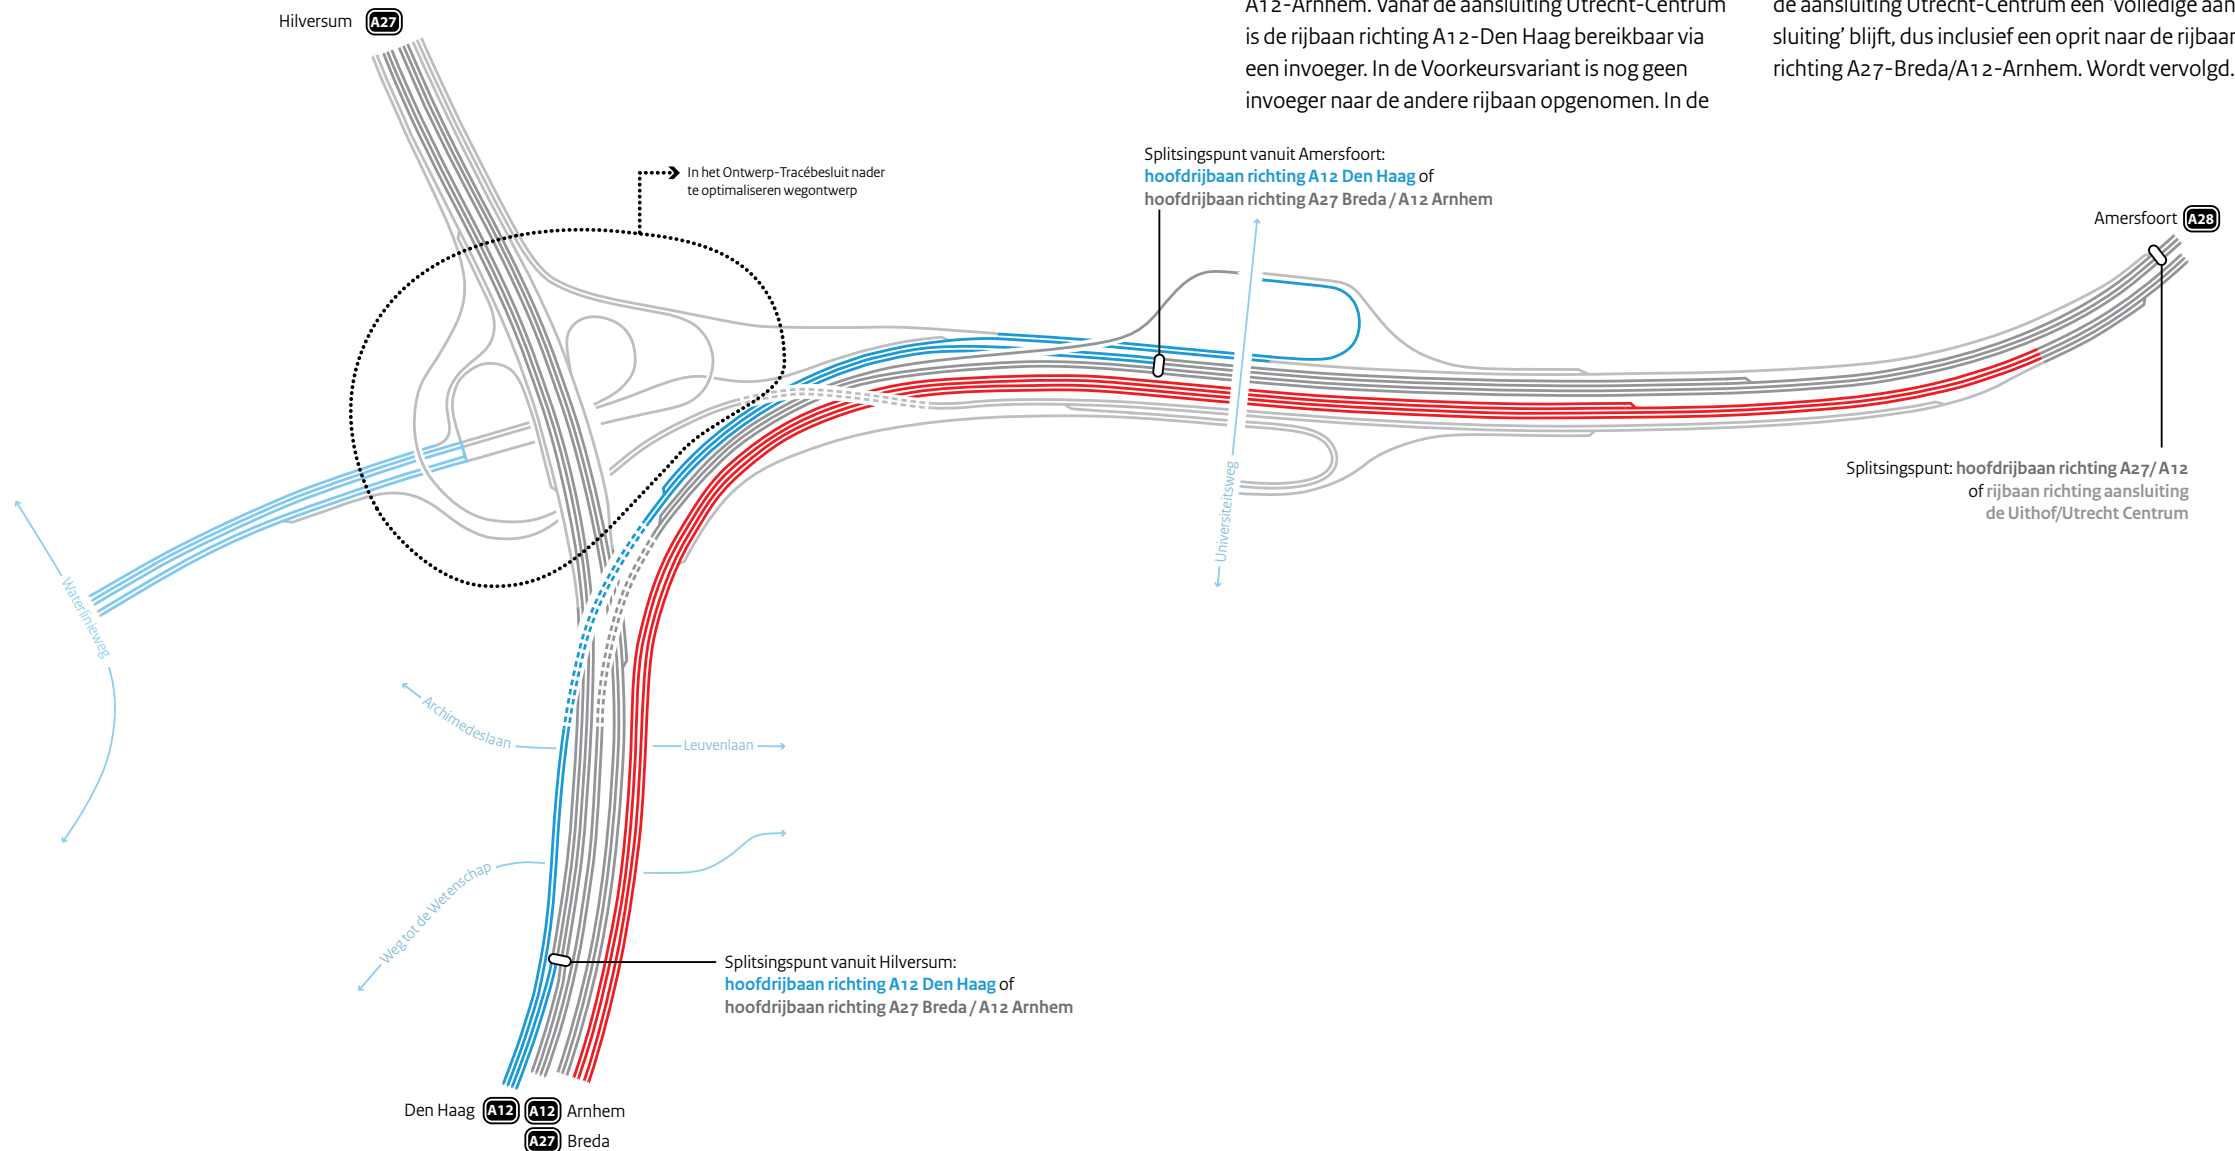 A12-Arnhem. Vanaf de aansluiting Utrecht-Centrum
is de rijbaan richting A12-Den Haag bereikbaar via
een invoeger. In de Voorkeursvariant is nog geen
invoeger naar de andere rijbaan opgenomen. In de
de aansluiting Utrecht-Centrum een ‘volledige aan
sluiting’ blijft, dus inclusief een oprit naar de rijbaan
richting A27-Breda/A12-Arnhem. Wordt vervolgd.
Hilversum A27
In het Ontwerp-Tracébesluit nader
te optimaliseren wegontwerp
Splitsingspunt vanuit Amersfoort:
hoofdrijbaan richting A12 Den Haag of
hoofdrijbaan richting A27 Breda / A12 Arnhem
Amersfoort A28
Splitsingspunt: hoofdrijbaan richting A27/ A12
of rijbaan richting aansluiting
de Uithof/Utrecht Centrum
Universiteitsweg
Waterlinieweg
Archimedeslaan
Leuvenlaan
Weg tot de Wetenschap
Splitsingspunt vanuit Hilversum:
hoofdrijbaan richting A12 Den Haag of
hoofdrijbaan richting A27 Breda / A12 Arnhem
Den Haag A12 A12 Arnhem
A27 Breda